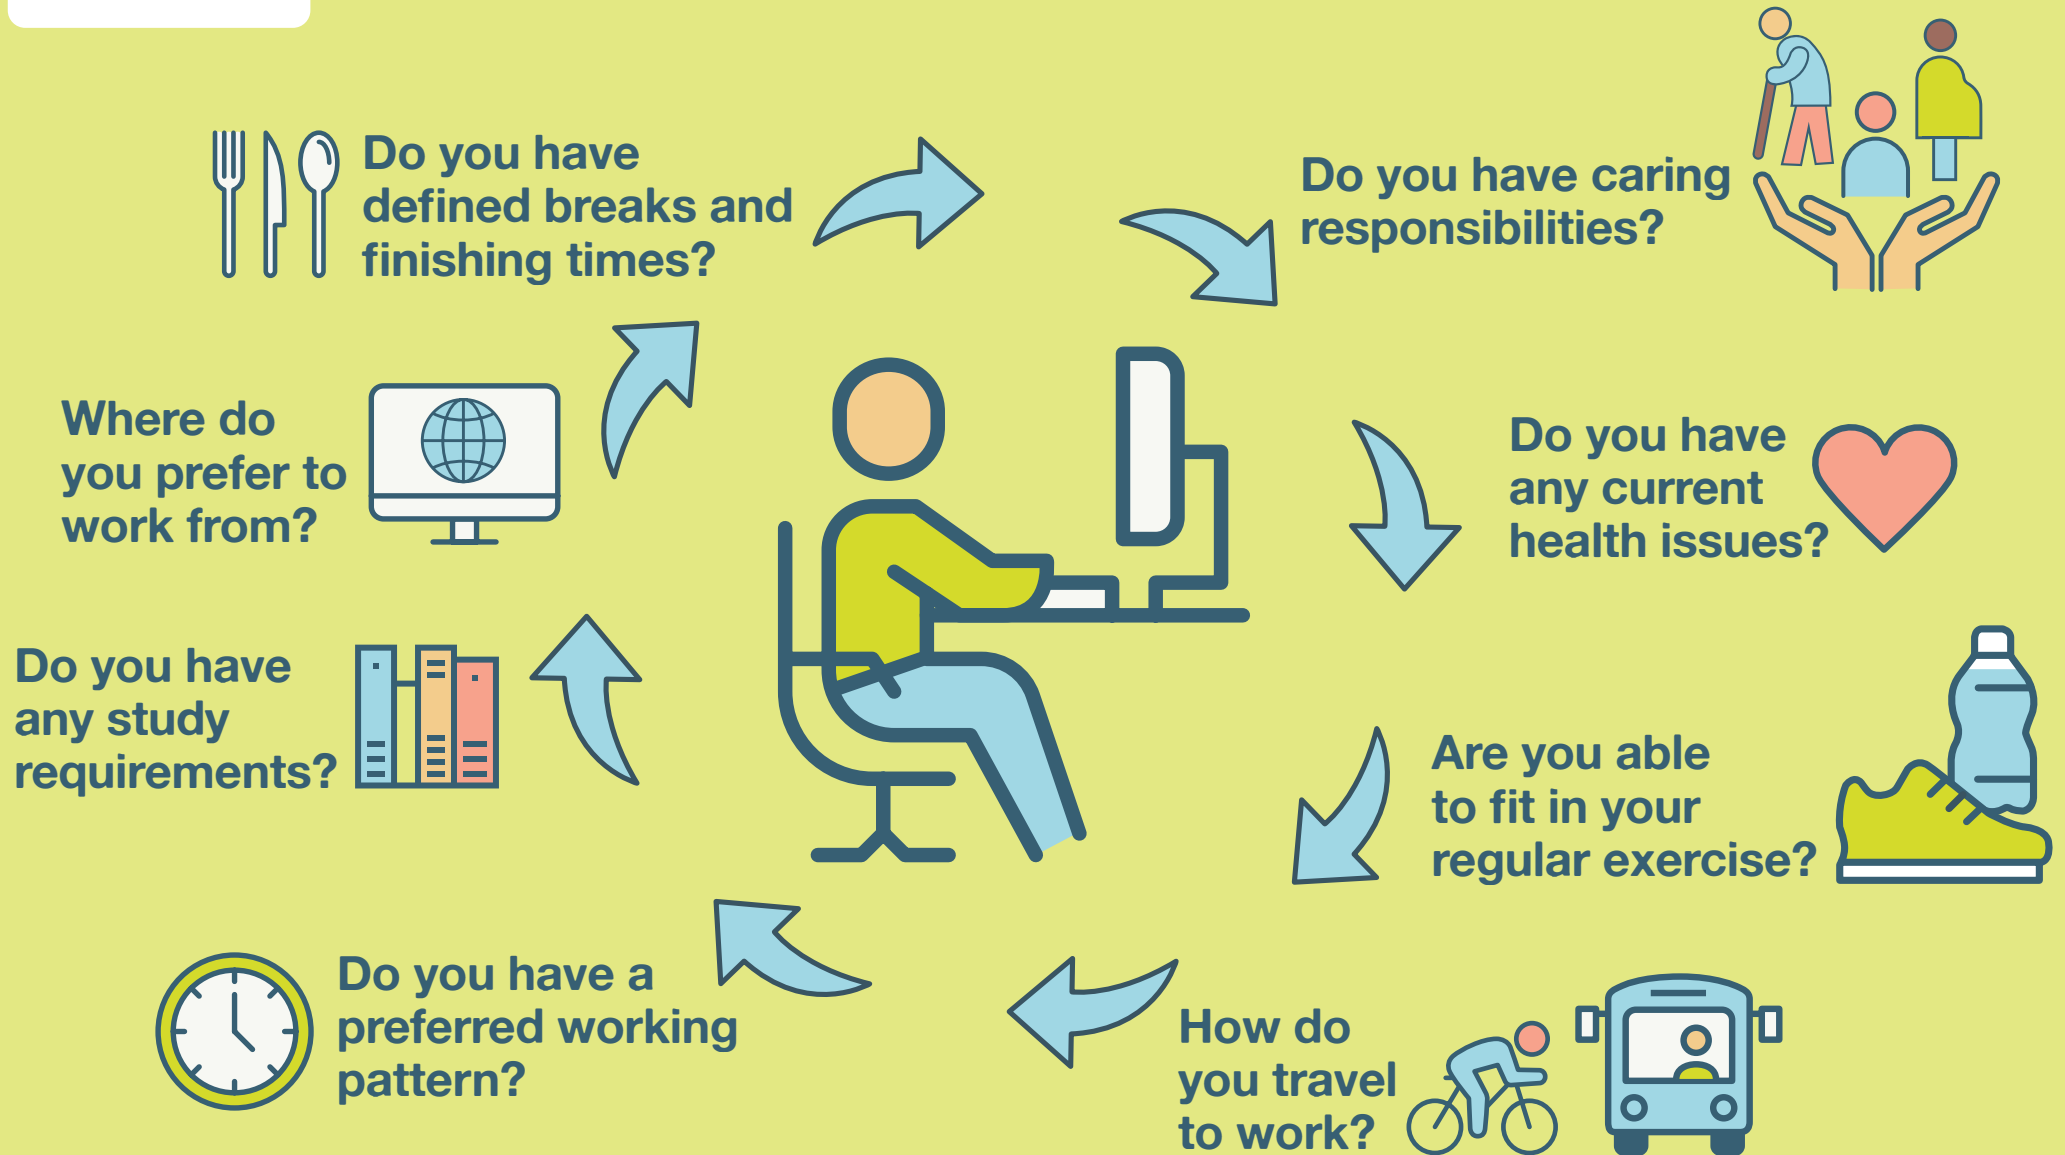 Do you have
defined breaks and
finishing times?
Do you have caring
responsibilities?
Do you have
any current
health issues?
Are you able
to fit in your
regular exercise?
How do
you travel
to work?
Do you have a
preferred working
pattern?
Do you have
any study
requirements?
Where do
you prefer to
work from?